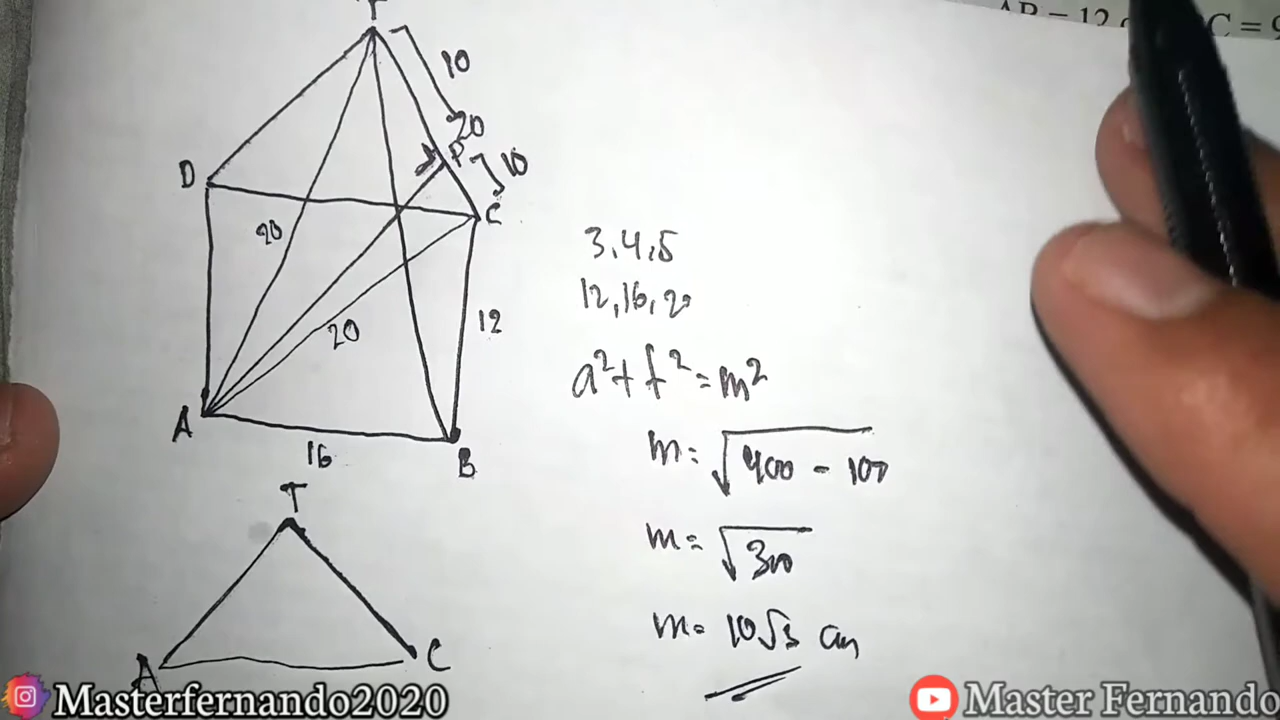 T
10
20
P
10
D
C
20
3,4,5
12,16,20
20
12
a²+f²=m²
A
16
B
m=√400-100
T
m=√300
m=10√3 cm
A
C
Masterfernando2020
Master Fernando